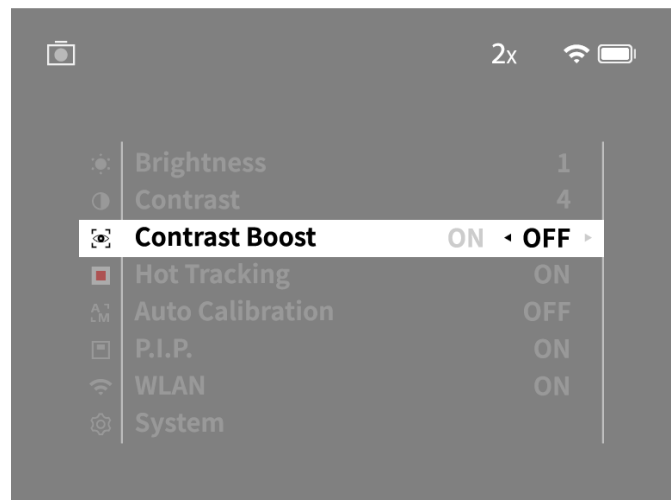 2x
Brightness 1
Contrast 4
Contrast Boost ON OFF
Hot Tracking ON
Auto Calibration OFF
P.I.P. ON
WLAN ON
System